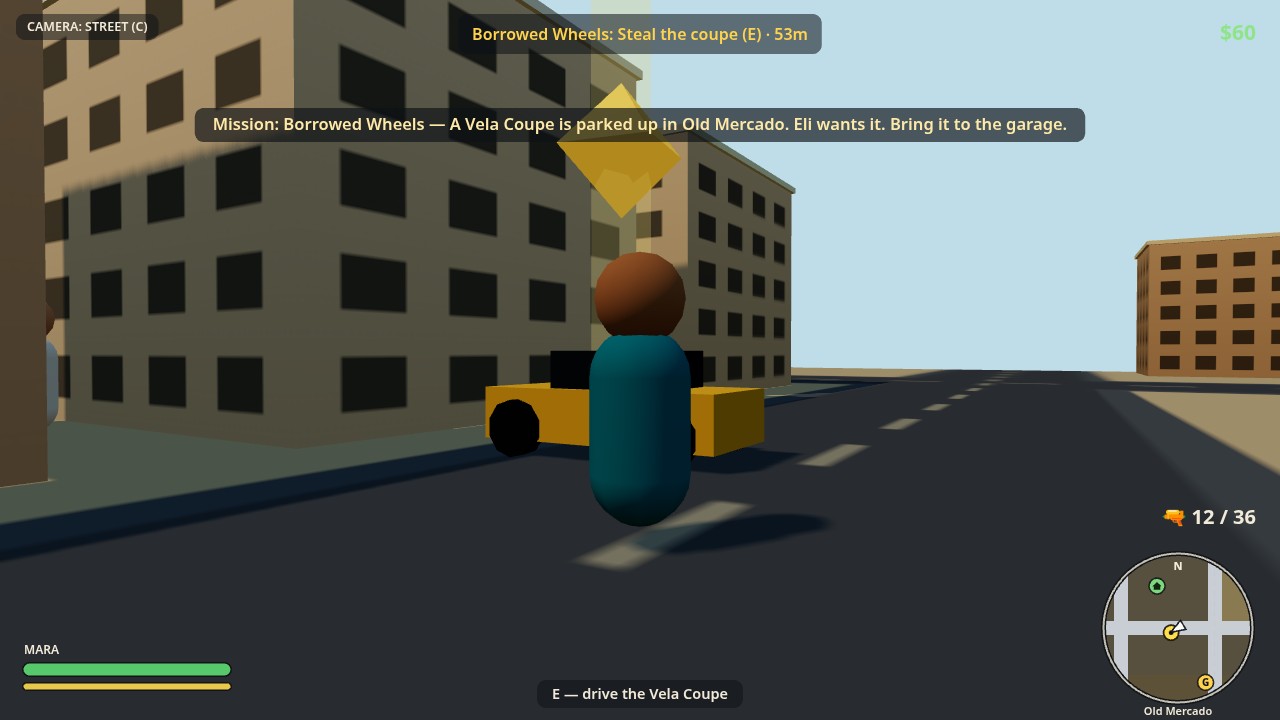 CAMERA: STREET (C)
Borrowed Wheels: Steal the coupe (E) · 53m
$60
Mission: Borrowed Wheels — A Vela Coupe is parked up in Old Mercado. Eli wants it. Bring it to the garage.
12 / 36
N
G
Old Mercado
MARA
E — drive the Vela Coupe